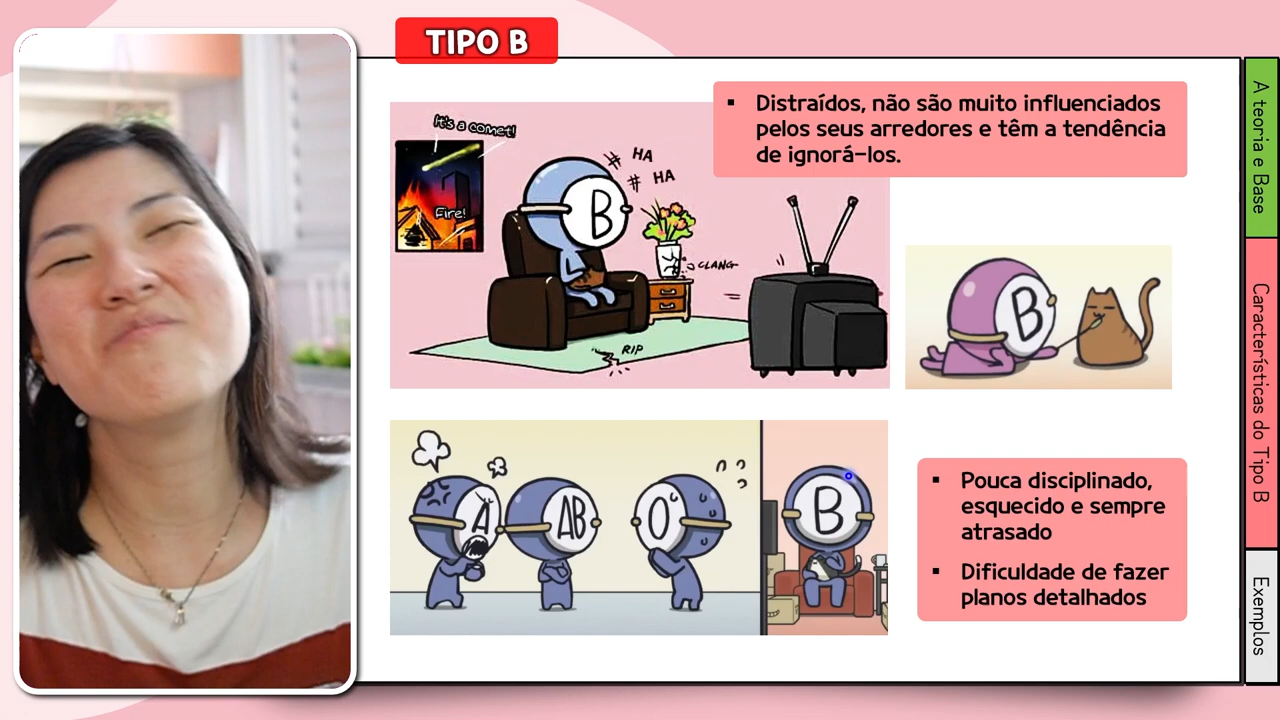 TIPO B
▪ Distraídos, não são muito influenciados
pelos seus arredores e têm a tendência
de ignorá-los.
It's a comet!
Fire!
HA
HA
B
CLANG
RIP
B
A
AB
O
B
▪ Pouca disciplinado,
esquecido e sempre
atrasado
▪ Dificuldade de fazer
planos detalhados
A teoria e Base
Características do Tipo B
Exemplos